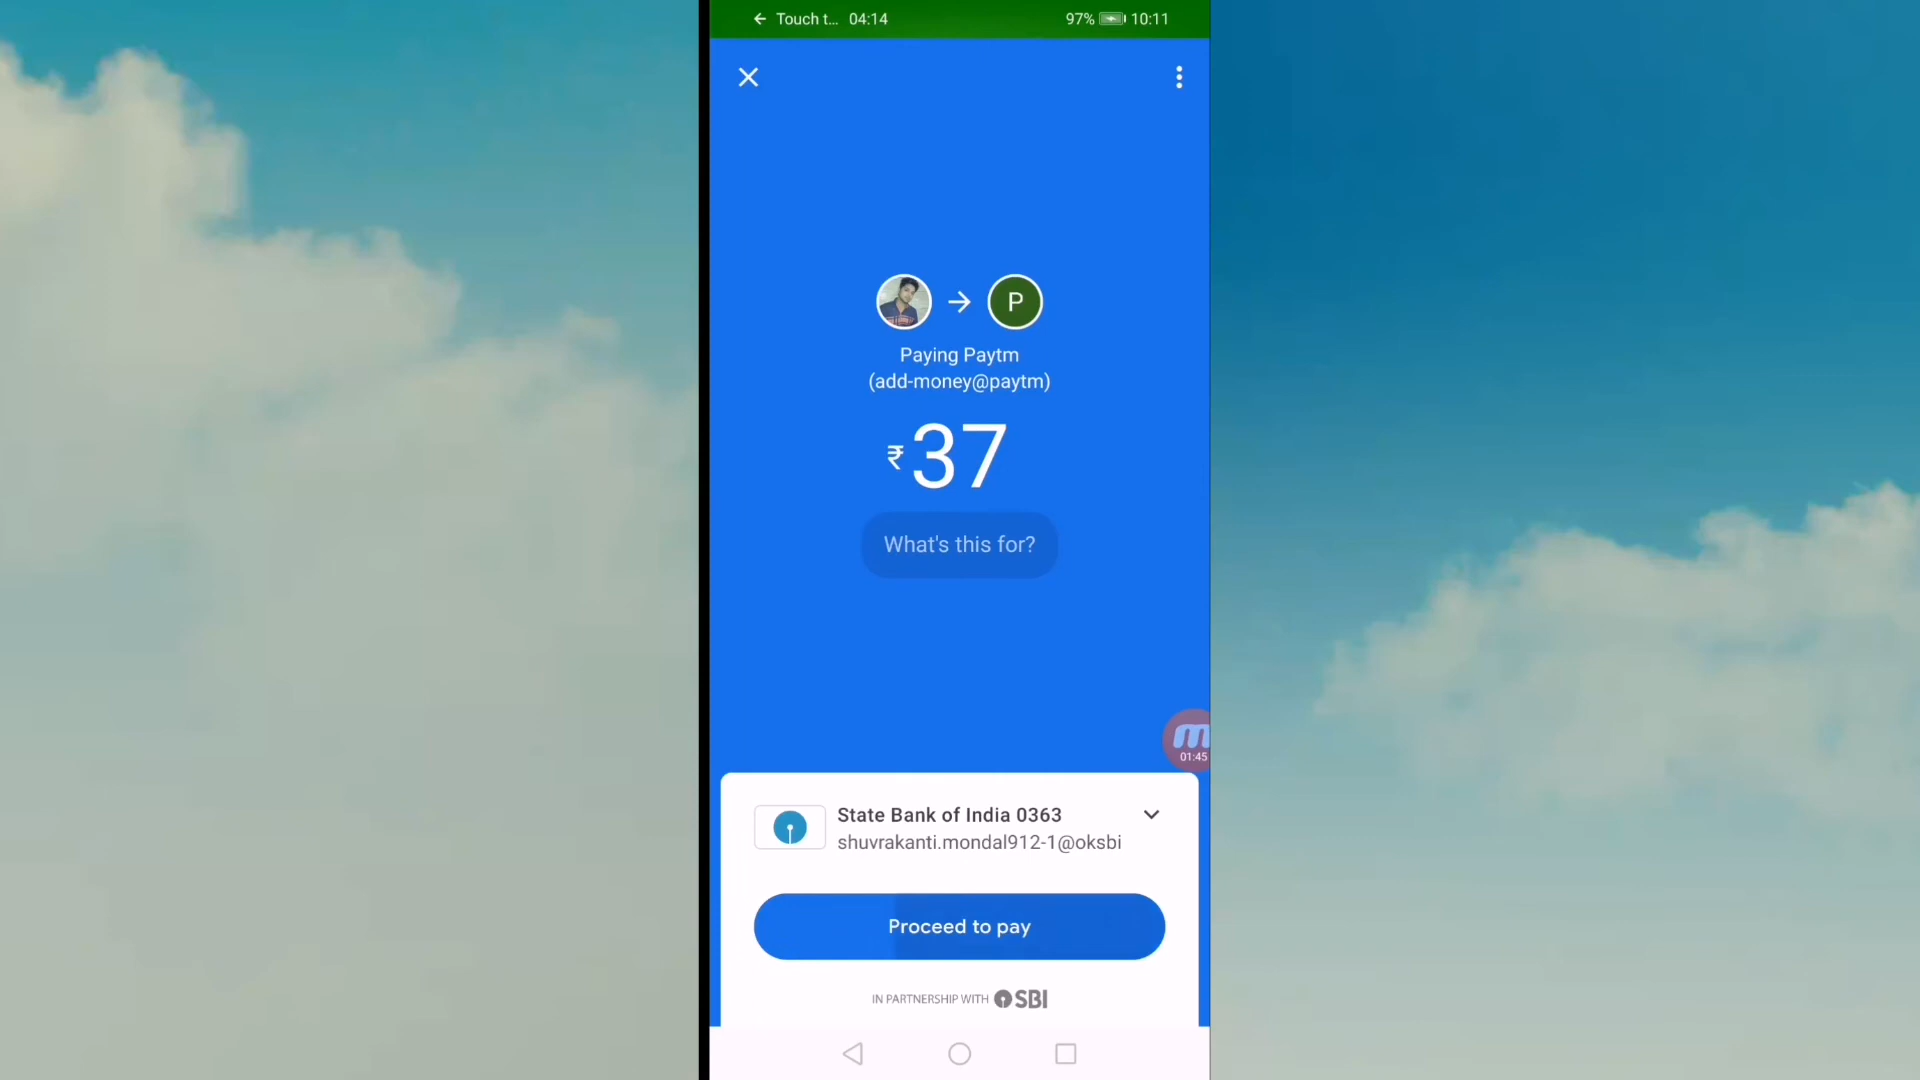 Touch t... 04:14 97% 10:11
P
Paying Paytm
(add-money@paytm)
₹37
What's this for?
m
01:45
State Bank of India 0363
shuvrakanti.mondal912-1@oksbi
Proceed to pay
IN PARTNERSHIP WITH SBI